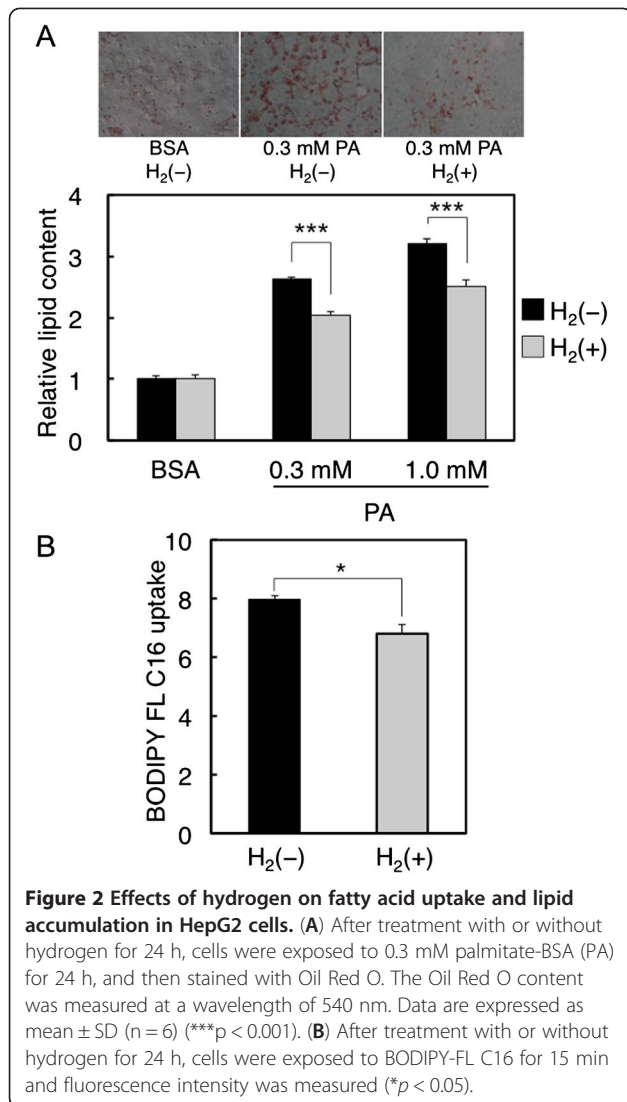 A
BSA 0.3 mM PA 0.3 mM PA
H₂(−) H₂(−) H₂(+)
Relative lipid content
4
3
2
1
0
***
***
H₂(−)
H₂(+)
BSA 0.3 mM 1.0 mM
PA
B
BODIPY FL C16 uptake
10
8
6
4
2
0
*
H₂(−) H₂(+)
Figure 2 Effects of hydrogen on fatty acid uptake and lipid
accumulation in HepG2 cells. (A) After treatment with or without
hydrogen for 24 h, cells were exposed to 0.3 mM palmitate-BSA (PA)
for 24 h, and then stained with Oil Red O. The Oil Red O content
was measured at a wavelength of 540 nm. Data are expressed as
mean ± SD (n = 6) (***p < 0.001). (B) After treatment with or without
hydrogen for 24 h, cells were exposed to BODIPY-FL C16 for 15 min
and fluorescence intensity was measured (*p < 0.05).